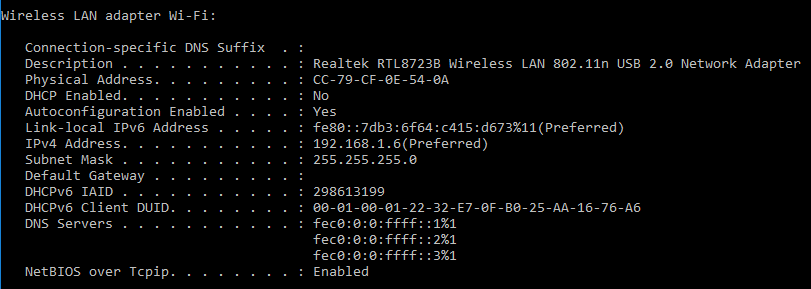 Wireless LAN adapter Wi-Fi:
Connection-specific DNS Suffix  . :
Description . . . . . . . . . . . : Realtek RTL8723B Wireless LAN 802.11n USB 2.0 Network Adapter
Physical Address. . . . . . . . . : CC-79-CF-0E-54-0A
DHCP Enabled. . . . . . . . . . . : No
Autoconfiguration Enabled . . . . : Yes
Link-local IPv6 Address . . . . . : fe80::7db3:6f64:c415:d673%11(Preferred)
IPv4 Address. . . . . . . . . . . : 192.168.1.6(Preferred)
Subnet Mask . . . . . . . . . . . : 255.255.255.0
Default Gateway . . . . . . . . . :
DHCPv6 IAID . . . . . . . . . . . : 298613199
DHCPv6 Client DUID. . . . . . . . : 00-01-00-01-22-32-E7-0F-B0-25-AA-16-76-A6
DNS Servers . . . . . . . . . . . : fec0:0:0:ffff::1%1
fec0:0:0:ffff::2%1
fec0:0:0:ffff::3%1
NetBIOS over Tcpip. . . . . . . . : Enabled